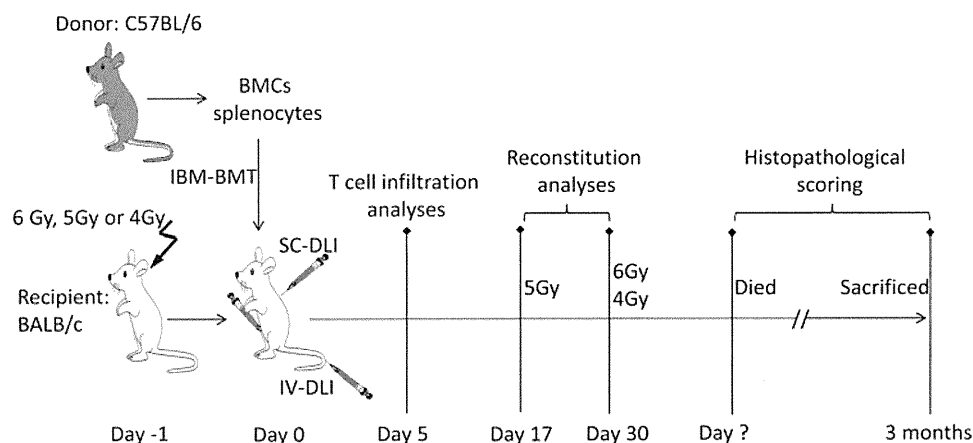 Donor: C57BL/6
BMCs
splenocytes
IBM-BMT
6 Gy, 5Gy or 4Gy
Recipient:
BALB/c
SC-DLI
IV-DLI
T cell infiltration
analyses
Reconstitution
analyses
Histopathological
scoring
5Gy
6Gy
4Gy
Died
Sacrificed
Day -1
Day 0
Day 5
Day 17
Day 30
Day ?
3 months